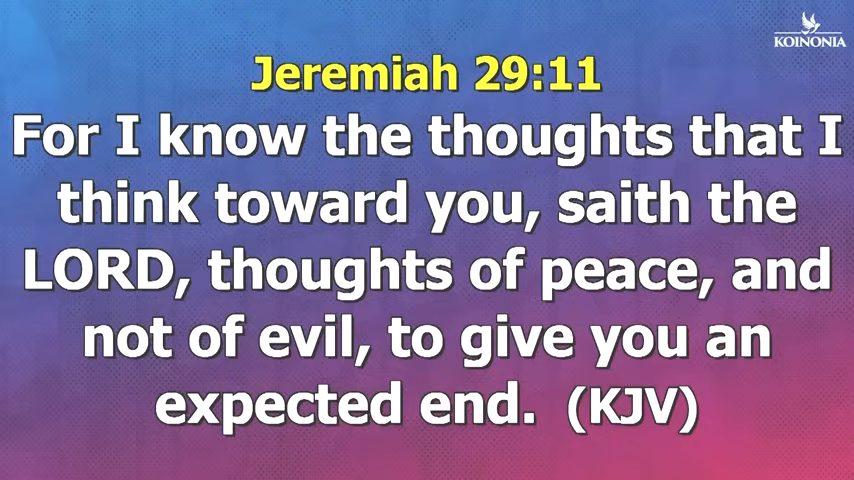 KOINONIA
Jeremiah 29:11
For I know the thoughts that I
think toward you, saith the
LORD, thoughts of peace, and
not of evil, to give you an
expected end. (KJV)